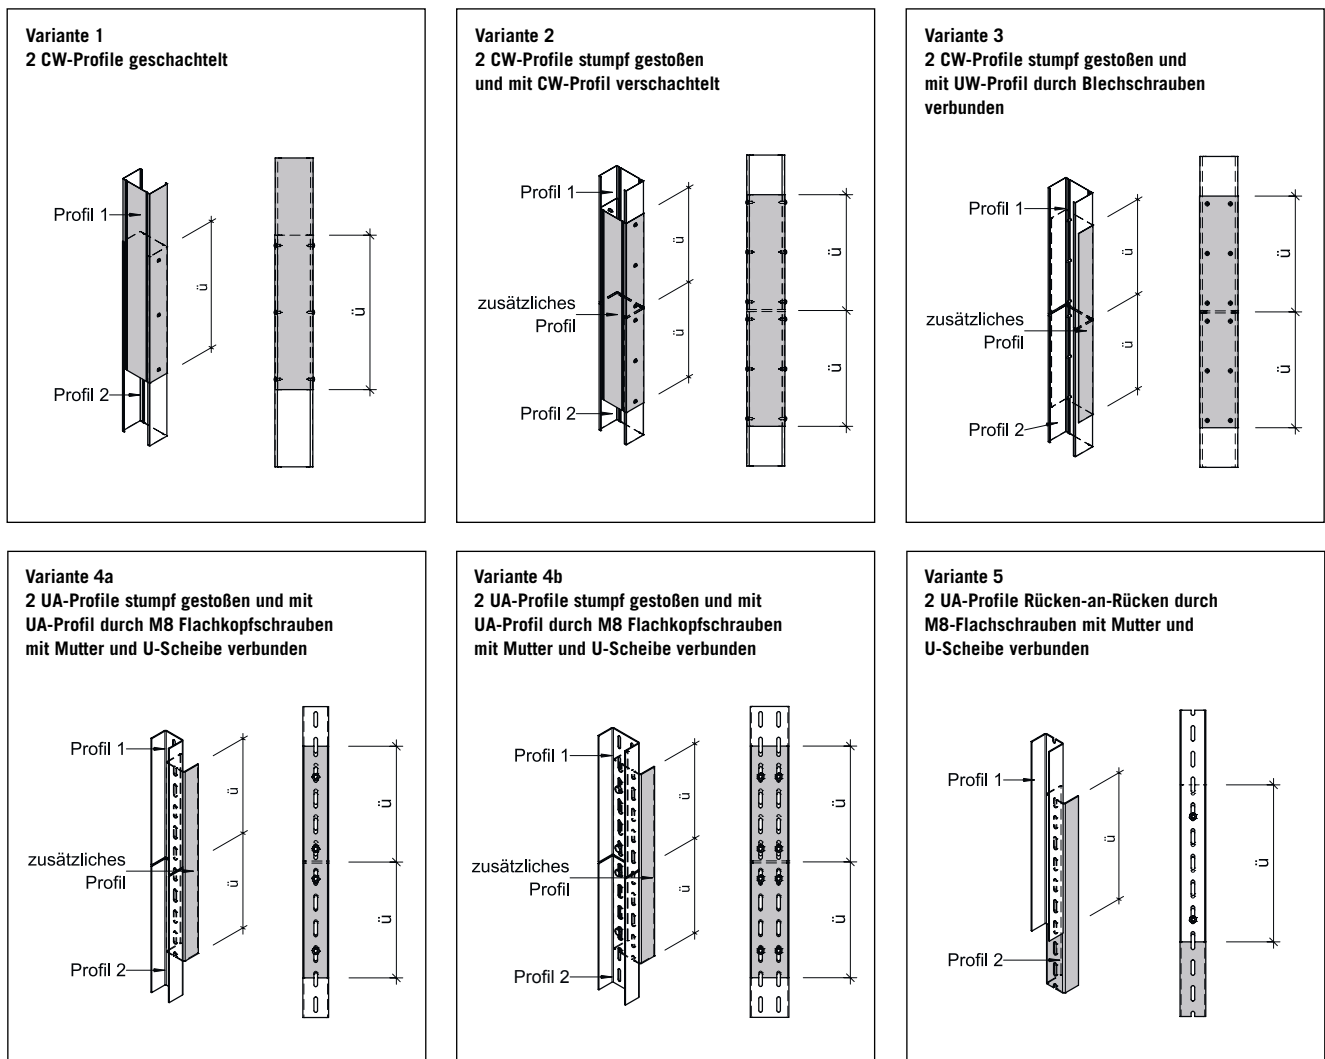 Variante 1
2 CW-Profile geschachtelt
Profil 1
ü
ü
Profil 2
Variante 2
2 CW-Profile stumpf gestoßen
und mit CW-Profil verschachtelt
Profil 1
ü
ü
zusätzliches
Profil
ü
ü
Profil 2
Variante 3
2 CW-Profile stumpf gestoßen und
mit UW-Profil durch Blechschrauben
verbunden
Profil 1
ü
ü
zusätzliches
Profil
ü
ü
Profil 2
Variante 4a
2 UA-Profile stumpf gestoßen und mit
UA-Profil durch M8 Flachkopfschrauben
mit Mutter und U-Scheibe verbunden
Profil 1
ü
ü
zusätzliches
Profil
ü
ü
Profil 2
Variante 4b
2 UA-Profile stumpf gestoßen und mit
UA-Profil durch M8 Flachkopfschrauben
mit Mutter und U-Scheibe verbunden
Profil 1
ü
ü
zusätzliches
Profil
ü
ü
Profil 2
Variante 5
2 UA-Profile Rücken-an-Rücken durch
M8-Flachschrauben mit Mutter und
U-Scheibe verbunden
Profil 1
ü
ü
Profil 2